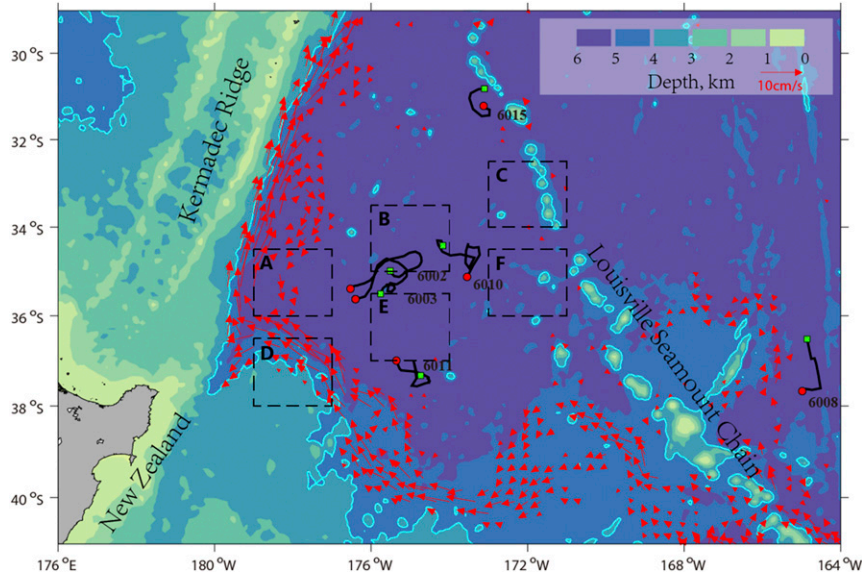 30°S
32°S
34°S
36°S
38°S
40°S
176°E
180°W
176°W
172°W
168°W
164°W
Kermadec Ridge
New Zealand
Louisville Seamount Chain
6 5 4 3 2 1 0
Depth, km
10cm/s
6015
C
B
A
F
6002
6010
6003
E
D
6011
6008